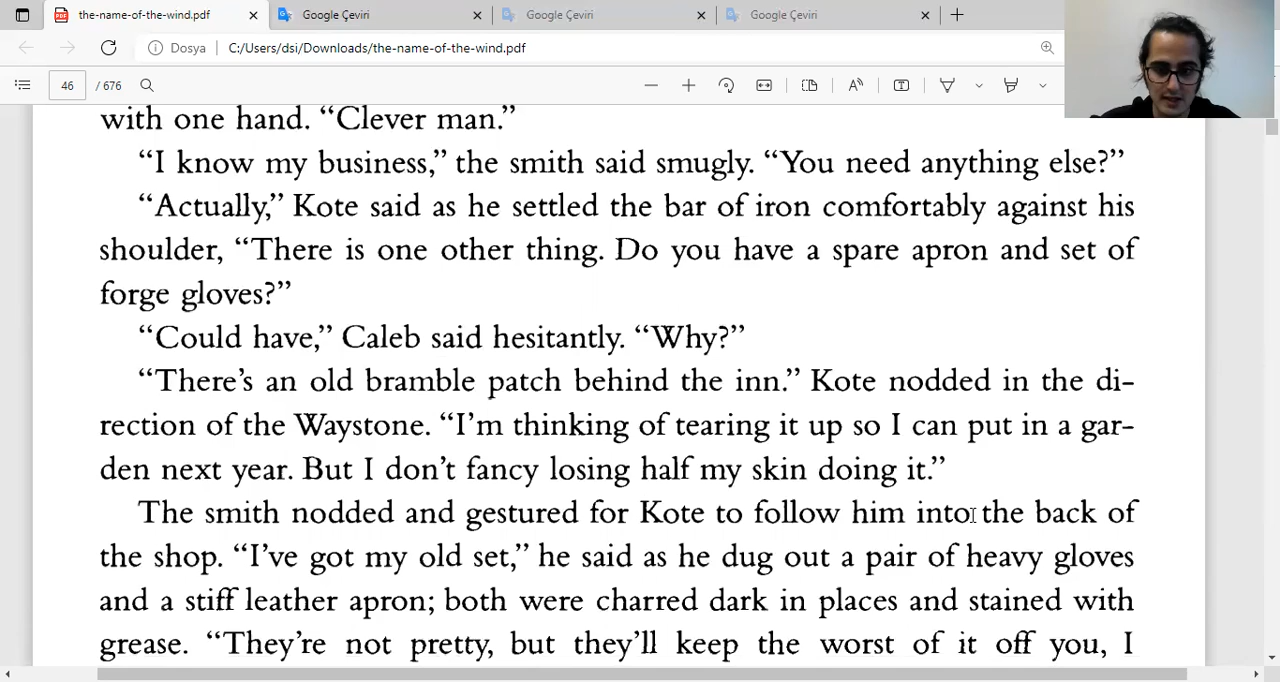 the-name-of-the-wind.pdf
Google Çeviri
Google Çeviri
Google Çeviri
Dosya
C:/Users/dsi/Downloads/the-name-of-the-wind.pdf
46 / 676
with one hand. “Clever man.”
“I know my business,” the smith said smugly. “You need anything else?”
“Actually,” Kote said as he settled the bar of iron comfortably against his
shoulder, “There is one other thing. Do you have a spare apron and set of
forge gloves?”
“Could have,” Caleb said hesitantly. “Why?”
“There’s an old bramble patch behind the inn.” Kote nodded in the di-
rection of the Waystone. “I’m thinking of tearing it up so I can put in a gar-
den next year. But I don’t fancy losing half my skin doing it.”
The smith nodded and gestured for Kote to follow him into the back of
the shop. “I’ve got my old set,” he said as he dug out a pair of heavy gloves
and a stiff leather apron; both were charred dark in places and stained with
grease. “They’re not pretty, but they’ll keep the worst of it off you, I